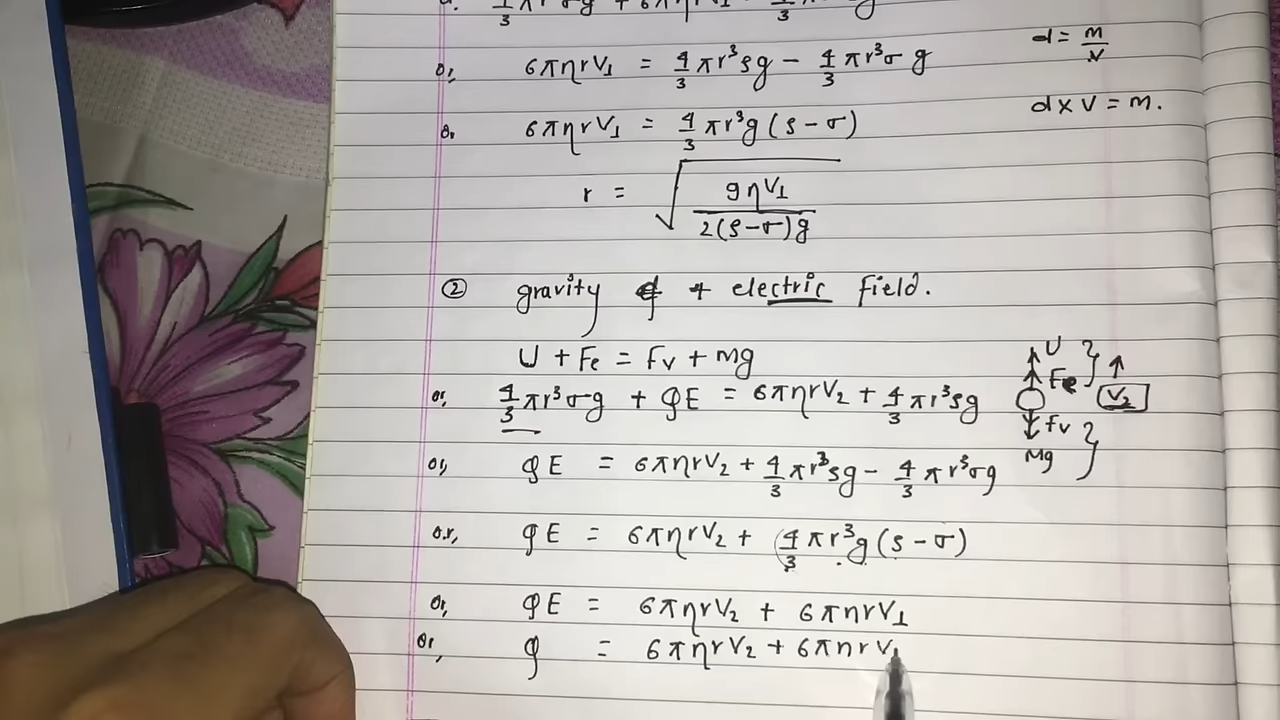 6πηrV₁ = 4/3 πr³ρg − 4/3 πr³σ g
d = m/V
d x V = m.
or, 6πηrV₁ = 4/3 πr³g (ρ−σ)
r = √(9ηV₁ / 2(ρ−σ)g)
② gravity + electric field.
U + Fe = Fv + mg
or, 4/3 πr³σg + qE = 6πηrV₂ + 4/3 πr³ρg
U
Fe
Fv
Mg
V₂
or, qE = 6πηrV₂ + 4/3 πr³ρg − 4/3 πr³σg
or, qE = 6πηrV₂ + (4/3 πr³g (ρ−σ)
or, qE = 6πηrV₂ + 6πηrV₁
or, q = 6πηrV₂ + 6πηrV₁